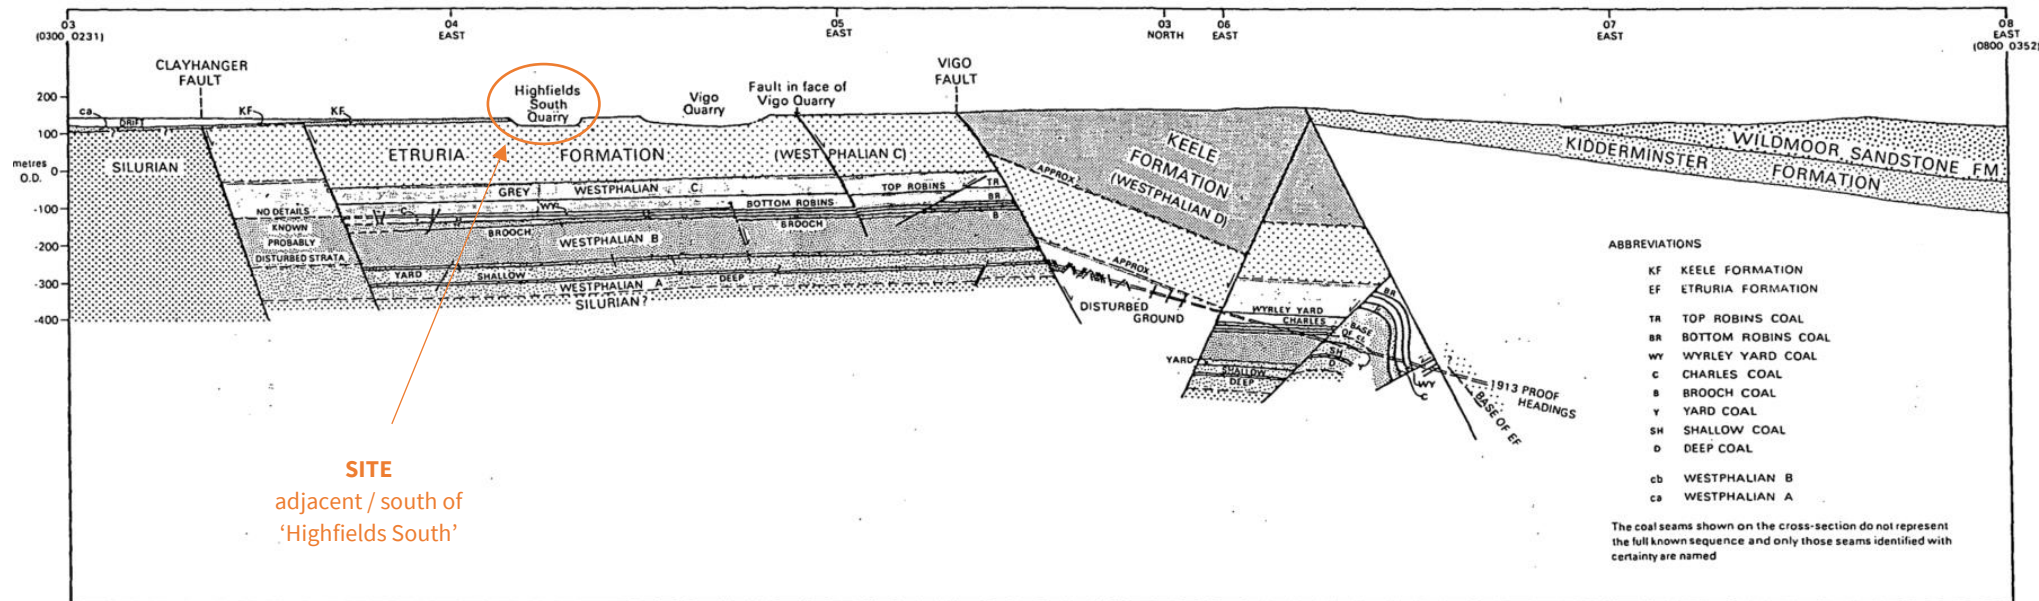 03
(0300 0231)
04
EAST
05
EAST
03
NORTH
06
EAST
07
EAST
08
EAST
(0800 0352)
CLAYHANGER
FAULT
Highfields
South
Quarry
Vigo
Quarry
Fault in face of
Vigo Quarry
VIGO
FAULT
200
100
metres
O.D.
0
-100
-200
-300
-400
ca
DRIFT
KF
KF
SILURIAN
ETRURIA FORMATION (WESTPHALIAN C)
GREY WESTPHALIAN C
TOP ROBINS
TR
BOTTOM ROBINS
BR
C
WY
B
BROOCH
BROOCH
NO DETAILS
KNOWN
PROBABLY
DISTURBED STRATA
WESTPHALIAN B
YARD
SHALLOW
DEEP
WESTPHALIAN A
SILURIAN?
KEELE
FORMATION
(WESTPHALIAN D)
APPROX
APPROX
DISTURBED
GROUND
WYRLEY YARD
CHARLES
YARD
SHALLOW
DEEP
BR
BASE
OF EF
SH
D
Y
WY
C
1913 PROOF
HEADINGS
BASE OF EF
KIDDERMINSTER FORMATION
WILDMOOR SANDSTONE FM
ABBREVIATIONS
KF KEELE FORMATION
EF ETRURIA FORMATION
TR TOP ROBINS COAL
BR BOTTOM ROBINS COAL
WY WYRLEY YARD COAL
C CHARLES COAL
B BROOCH COAL
Y YARD COAL
SH SHALLOW COAL
D DEEP COAL
cb WESTPHALIAN B
ca WESTPHALIAN A
The coal seams shown on the cross-section do not represent
the full known sequence and only those seams identified with
certainty are named
SITE
adjacent / south of
‘Highfields South’